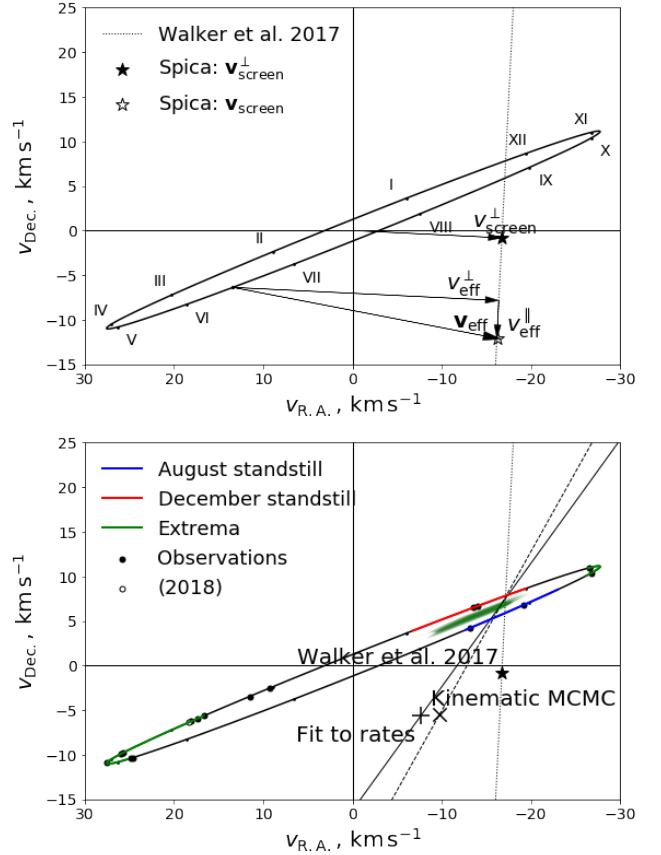 25
20
15
10
5
0
−5
−10
−15
v_Dec., km s⁻¹
Walker et al. 2017
Spica: v⊥screen
Spica: vscreen
XI
XII
X
I
IX
v⊥screen
VIII
II
v⊥eff
VII
III
veff
v∥eff
IV
VI
V
30
20
10
0
−10
−20
−30
v_R.A., km s⁻¹
25
20
15
10
5
0
−5
−10
−15
v_Dec., km s⁻¹
August standstill
December standstill
Extrema
Observations
(2018)
Walker et al. 2017
Kinematic MCMC
Fit to rates
30
20
10
0
−10
−20
−30
v_R.A., km s⁻¹